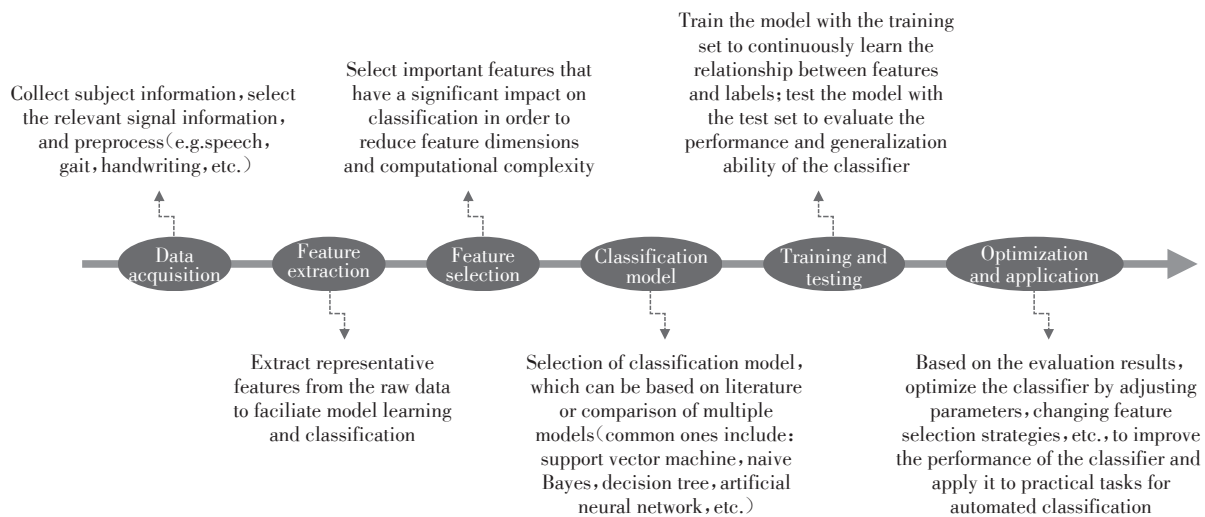 Collect subject information,select
the relevant signal information,
and preprocess(e.g.speech,
gait,handwriting,etc.)
Select important features that
have a significant impact on
classification in order to
reduce feature dimensions
and computational complexity
Train the model with the training
set to continuously learn the
relationship between features
and labels;test the model with
the test set to evaluate the
performance and generalization
ability of the classifier
Data
acquisition
Feature
extraction
Feature
selection
Classification
model
Training and
testing
Optimization
and application
Extract representative
features from the raw data
to faciliate model learning
and classification
Selection of classification model,
which can be based on literature
or comparison of multiple
models(common ones include:
support vector machine,naive
Bayes,decision tree,artificial
neural network,etc.)
Based on the evaluation results,
optimize the classifier by adjusting
parameters,changing feature
selection strategies,etc.,to improve
the performance of the classifier and
apply it to practical tasks for
automated classification